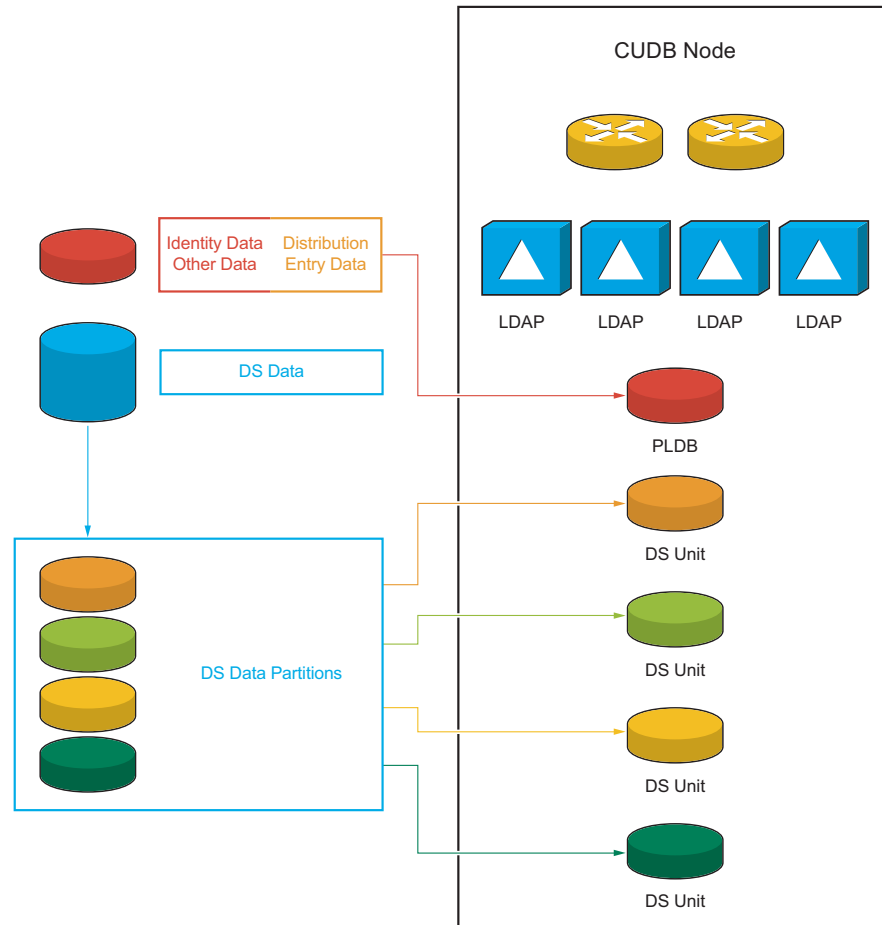 CUDB Node
Identity Data
Other Data
Distribution
Entry Data
LDAP
LDAP
LDAP
LDAP
DS Data
PLDB
DS Unit
DS Data Partitions
DS Unit
DS Unit
DS Unit